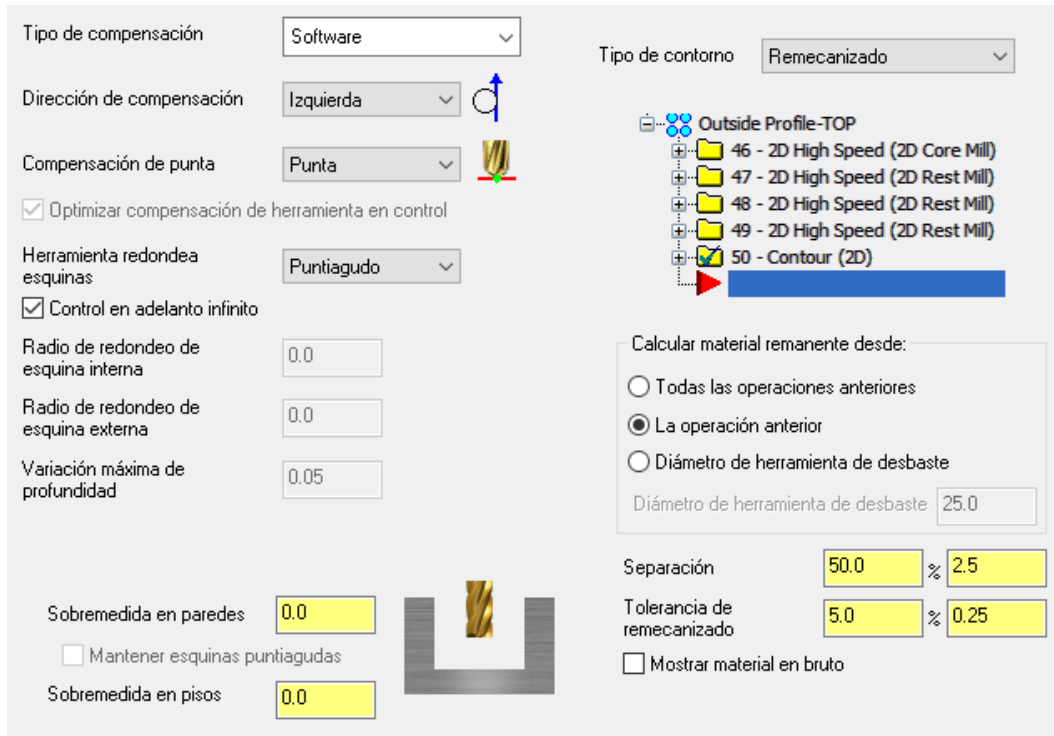 Tipo de compensación
Software
Dirección de compensación
Izquierda
Compensación de punta
Punta
Optimizar compensación de herramienta en control
Herramienta redondea
esquinas
Puntiagudo
Control en adelanto infinito
Radio de redondeo de
esquina interna
0.0
Radio de redondeo de
esquina externa
0.0
Variación máxima de
profundidad
0.05
Sobremedida en paredes
0.0
Mantener esquinas puntiagudas
Sobremedida en pisos
0.0
Tipo de contorno
Remecanizado
Outside Profile-TOP
46 - 2D High Speed (2D Core Mill)
47 - 2D High Speed (2D Rest Mill)
48 - 2D High Speed (2D Rest Mill)
49 - 2D High Speed (2D Rest Mill)
50 - Contour (2D)
Calcular material remanente desde:
Todas las operaciones anteriores
La operación anterior
Diámetro de herramienta de desbaste
Diámetro de herramienta de desbaste 25.0
Separación
50.0 % 2.5
Tolerancia de
remecanizado
5.0 % 0.25
Mostrar material en bruto